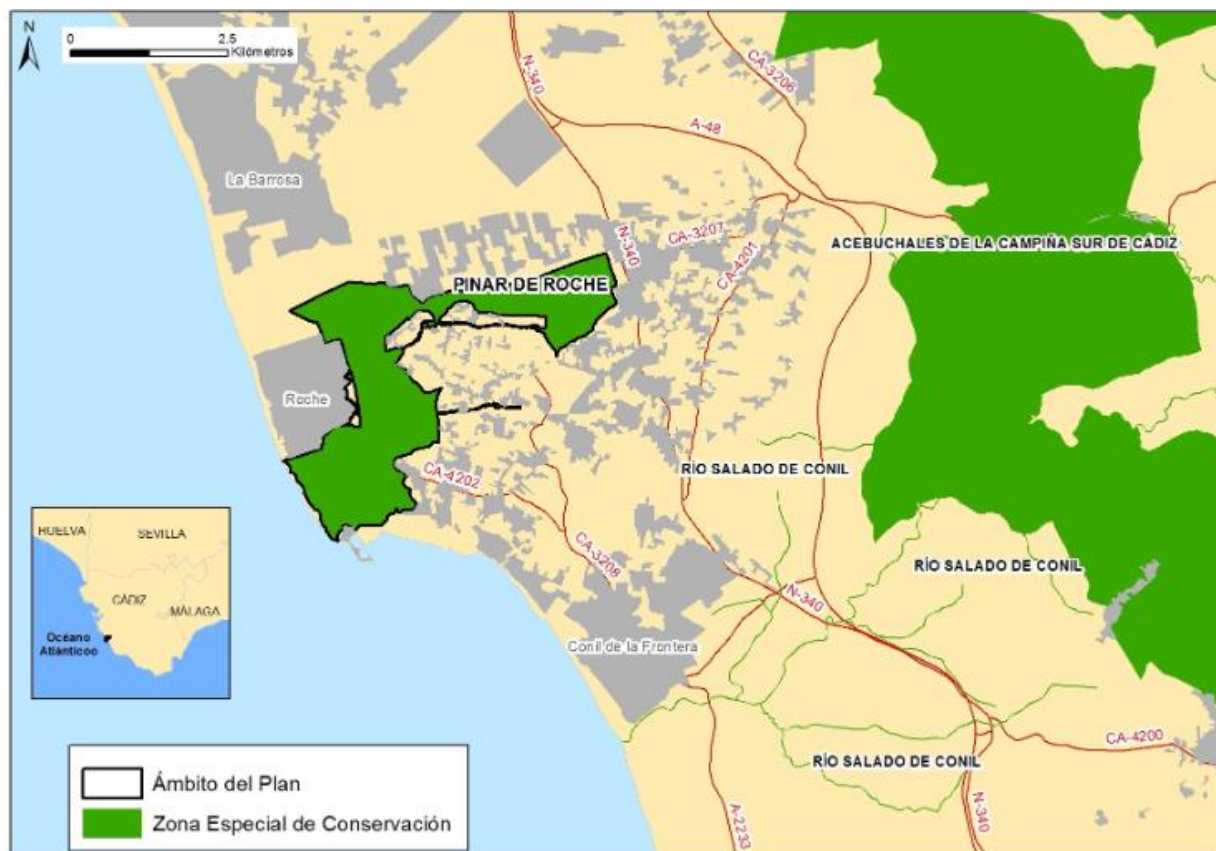 N
0
2.5
Kilómetros
N-340
CA-3206
A-48
La Barrosa
CA-3207
N-340
CA-4201
ACEBUCHALES DE LA CAMPIÑA SUR DE CÁDIZ
PINAR DE ROCHE
Roche
CA-4202
RÍO SALADO DE CONIL
CA-3208
RÍO SALADO DE CONIL
N-340
Conil de la Frontera
CA-4200
RÍO SALADO DE CONIL
A-2233
N-340
HUELVA
SEVILLA
CÁDIZ
MÁLAGA
Océano
Atlánticoo
Ámbito del Plan
Zona Especial de Conservación